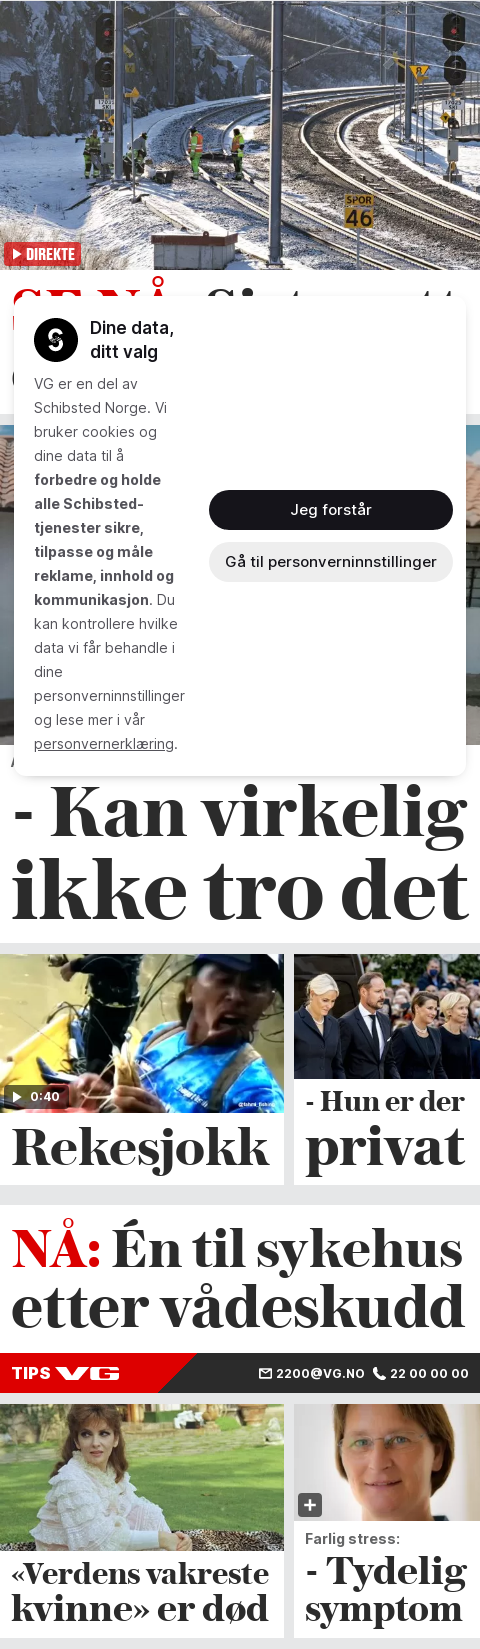 SPOR
46
DIREKTE
SE NÅ:
Dine data,
ditt valg
VG er en del av
Schibsted Norge. Vi
bruker cookies og
dine data til å
forbedre og holde
alle Schibsted-
tjenester sikre,
tilpasse og måle
reklame, innhold og
kommunikasjon. Du
kan kontrollere hvilke
data vi får behandle i
dine
personverninnstillinger
og lese mer i vår
personvernerklæring.
Jeg forstår
Gå til personverninnstillinger
- Kan virkelig
ikke tro det
0:40
Rekesjokk
- Hun er der
privat
NÅ: Én til sykehus
etter vådeskudd
TIPS VG
2200@VG.NO 22 00 00 00
«Verdens vakreste
kvinne» er død
Farlig stress:
- Tydelig
symptom